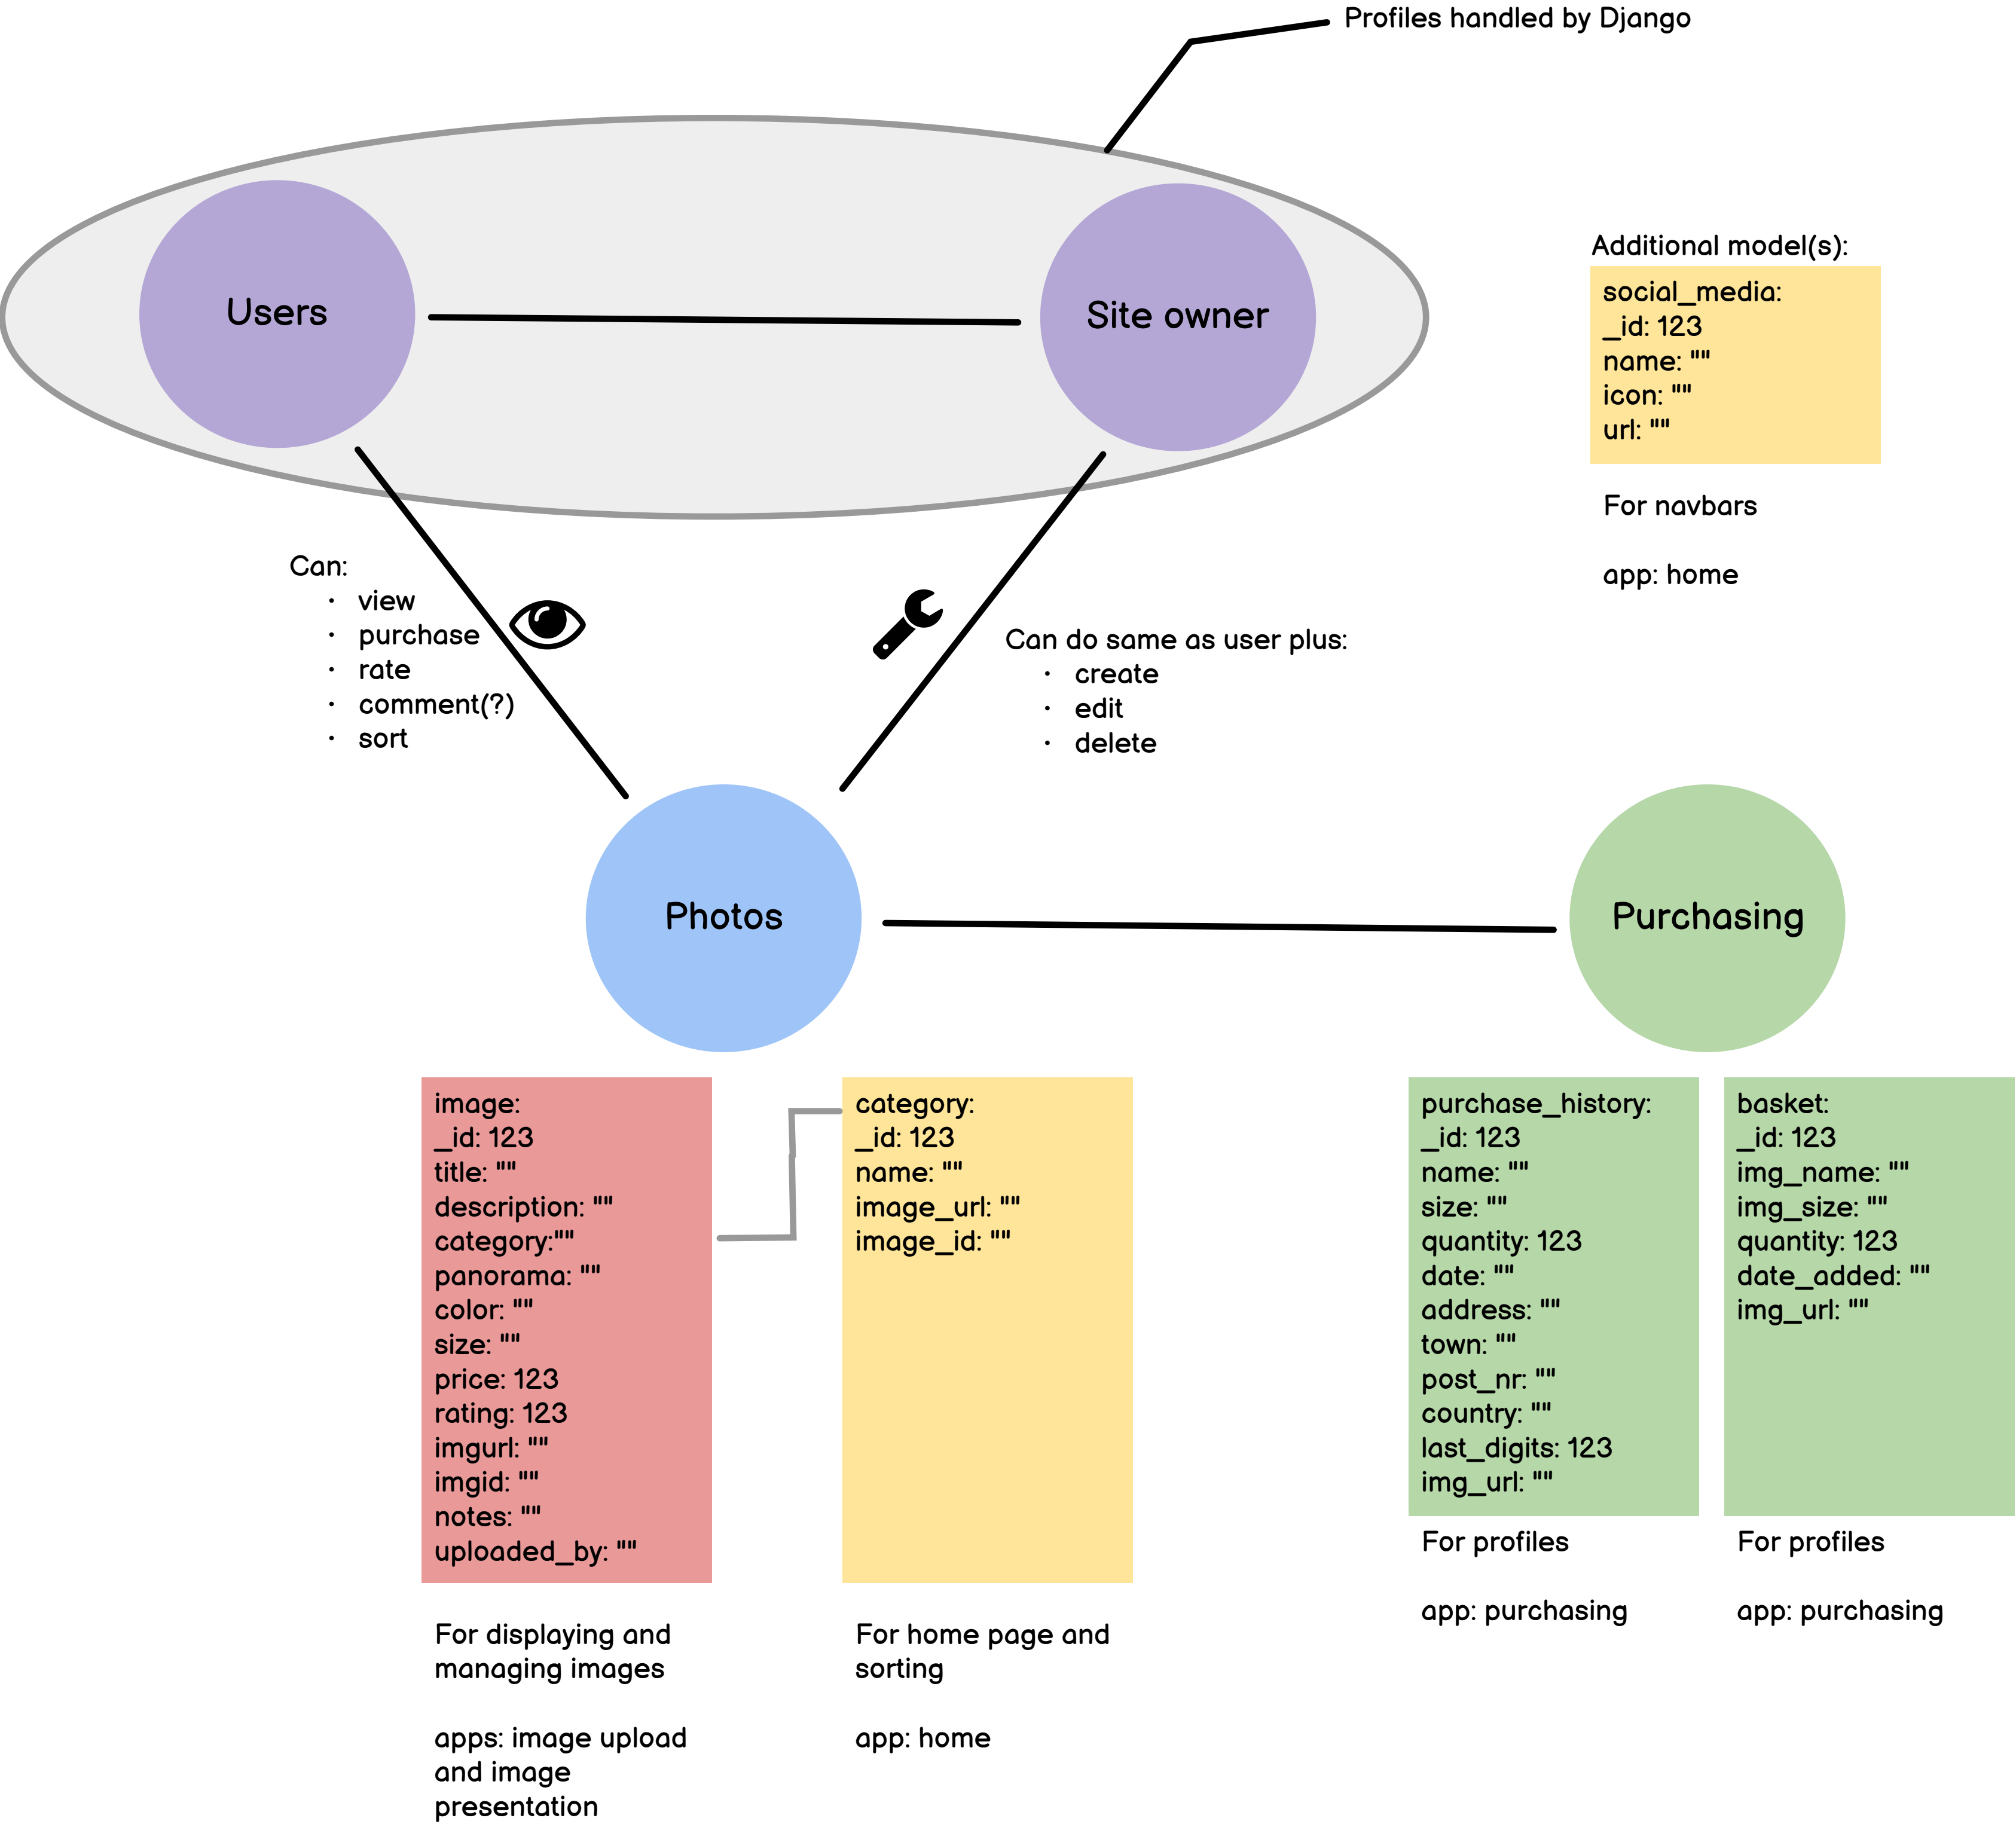 Profiles handled by Django
Users
Site owner
Additional model(s):
social_media:
_id: 123
name: ""
icon: ""
url: ""
For navbars
app: home
Can:
· view
· purchase
· rate
· comment(?)
· sort
Can do same as user plus:
· create
· edit
· delete
Photos
Purchasing
image:
_id: 123
title: ""
description: ""
category:""
panorama: ""
color: ""
size: ""
price: 123
rating: 123
imgurl: ""
imgid: ""
notes: ""
uploaded_by: ""
For displaying and
managing images
apps: image upload
and image
presentation
category:
_id: 123
name: ""
image_url: ""
image_id: ""
For home page and
sorting
app: home
purchase_history:
_id: 123
name: ""
size: ""
quantity: 123
date: ""
address: ""
town: ""
post_nr: ""
country: ""
last_digits: 123
img_url: ""
For profiles
app: purchasing
basket:
_id: 123
img_name: ""
img_size: ""
quantity: 123
date_added: ""
img_url: ""
For profiles
app: purchasing